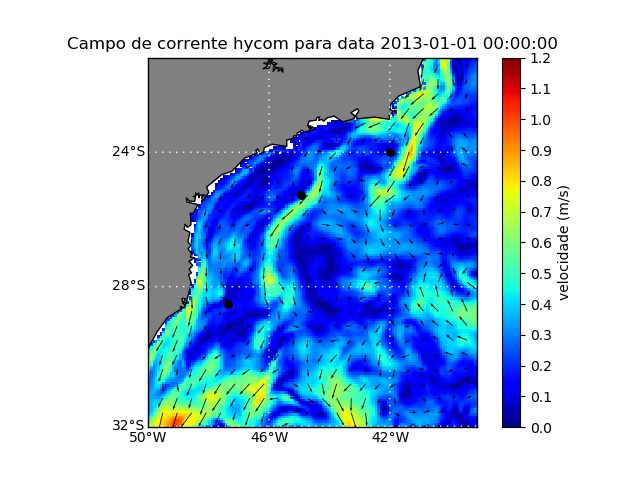 Campo de corrente hycom para data 2013-01-01 00:00:00
1.2
1.1
1.0
0.9
0.8
0.7
0.6
0.5
0.4
0.3
0.2
0.1
0.0
velocidade (m/s)
24°S
28°S
32°S
50°W
46°W
42°W